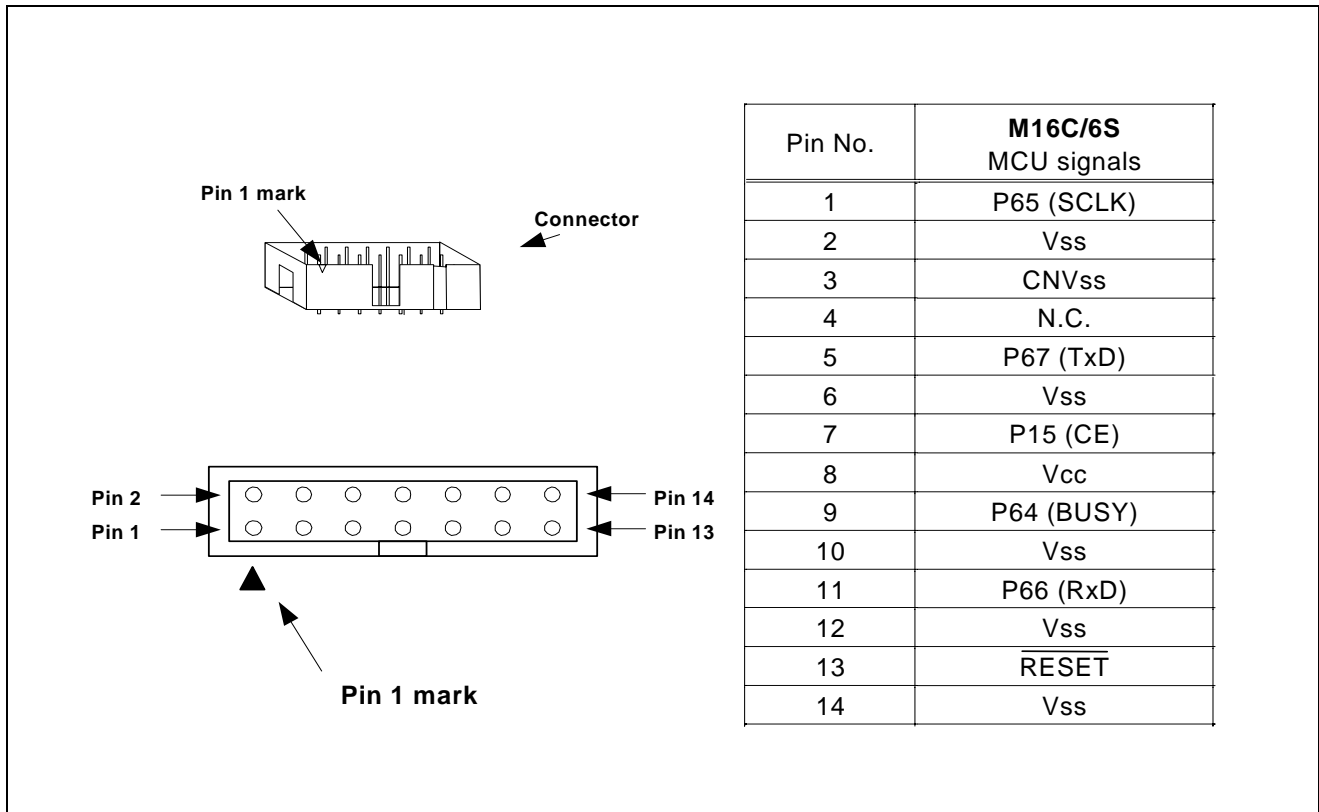 Pin 1 mark
Connector
Pin 2
Pin 1
Pin 14
Pin 13
Pin 1 mark
Pin No. M16C/6S
MCU signals
1 P65 (SCLK)
2 Vss
3 CNVss
4 N.C.
5 P67 (TxD)
6 Vss
7 P15 (CE)
8 Vcc
9 P64 (BUSY)
10 Vss
11 P66 (RxD)
12 Vss
13 RESET
14 Vss